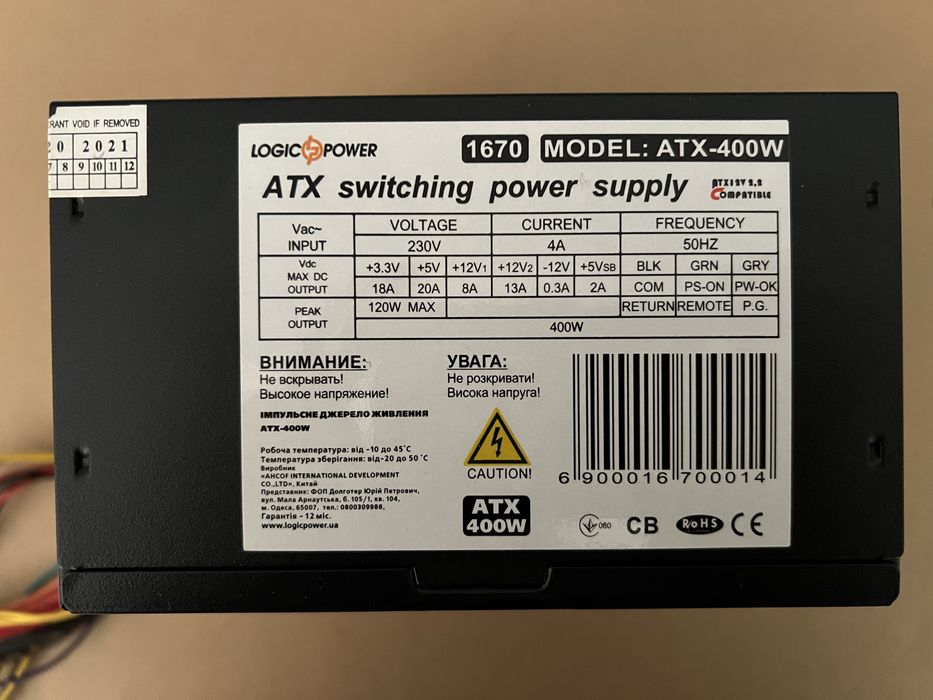 RANT VOID IF REMOVED
20 2021
7 8 9 10 11 12
LOGICPOWER 1670 MODEL: ATX-400W
ATX switching power supply ATX12V 2.2 COMPATIBLE
Vac~ INPUT VOLTAGE CURRENT FREQUENCY
230V 4A 50HZ
Vdc MAX DC OUTPUT +3.3V +5V +12V1 +12V2 -12V +5VSB BLK GRN GRY
18A 20A 8A 13A 0.3A 2A COM PS-ON PW-OK
PEAK OUTPUT 120W MAX RETURN REMOTE P.G.
400W
ВНИМАНИЕ:
Не вскрывать!
Высокое напряжение!
УВАГА:
Не розкривати!
Висока напруга!
ІМПУЛЬСНЕ ДЖЕРЕЛО ЖИВЛЕННЯ
ATX-400W
Робоча температура: від -10 до 45˚C
Температура зберігання: від-20 до 50 ˚C
Виробник
«AHCOF INTERNATIONAL DEVELOPMENT
CO.,LTD», Китай
Представник: ФОП Долготер Юрій Петрович,
вул. Мала Арнаутська, б. 105/1, кв. 104,
м. Одеса, 65007, тел.: 0800309988,
Гарантія - 12 міс.
www.logicpower.ua
CAUTION!
ATX
400W
6 900016 700014
080 CB RoHS CE